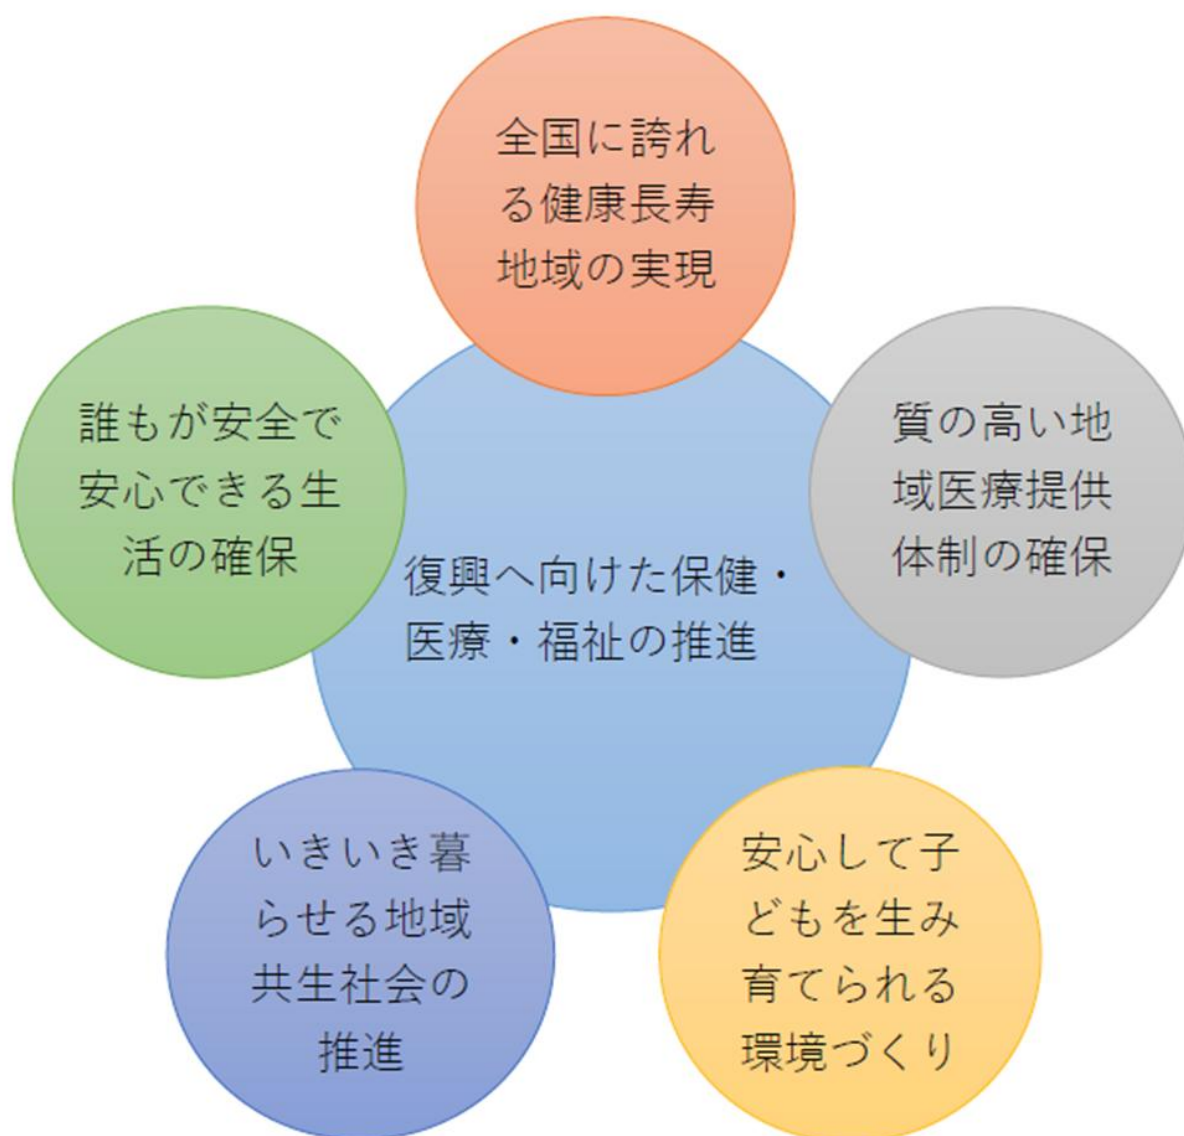 全国に誇れ
る健康長寿
地域の実現
誰もが安全で
安心できる生
活の確保
質の高い地
域医療提供
体制の確保
復興へ向けた保健・
医療・福祉の推進
いきいき暮
らせる地域
共生社会の
推進
安心して子
どもを生み
育てられる
環境づくり